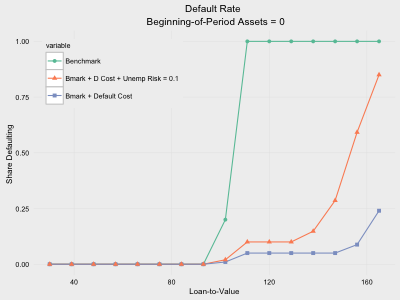 Default Rate
Beginning-of-Period Assets = 0
1.00
variable
Benchmark
Bmark + D Cost + Unemp Risk = 0.1
Bmark + Default Cost
0.75
0.50
0.25
0.00
Share Defaulting
40
80
120
160
Loan-to-Value